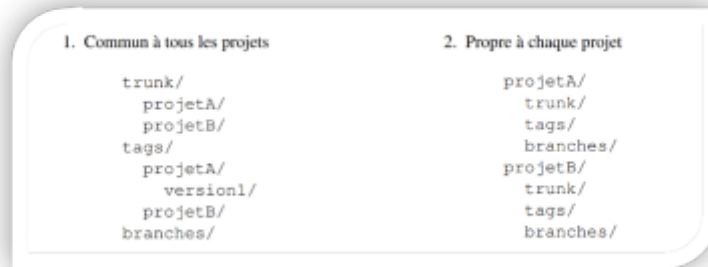 1. Commun à tous les projets
trunk/
projetA/
projetB/
tags/
projetA/
version1/
projetB/
branches/
2. Propre à chaque projet
projetA/
trunk/
tags/
branches/
projetB/
trunk/
tags/
branches/